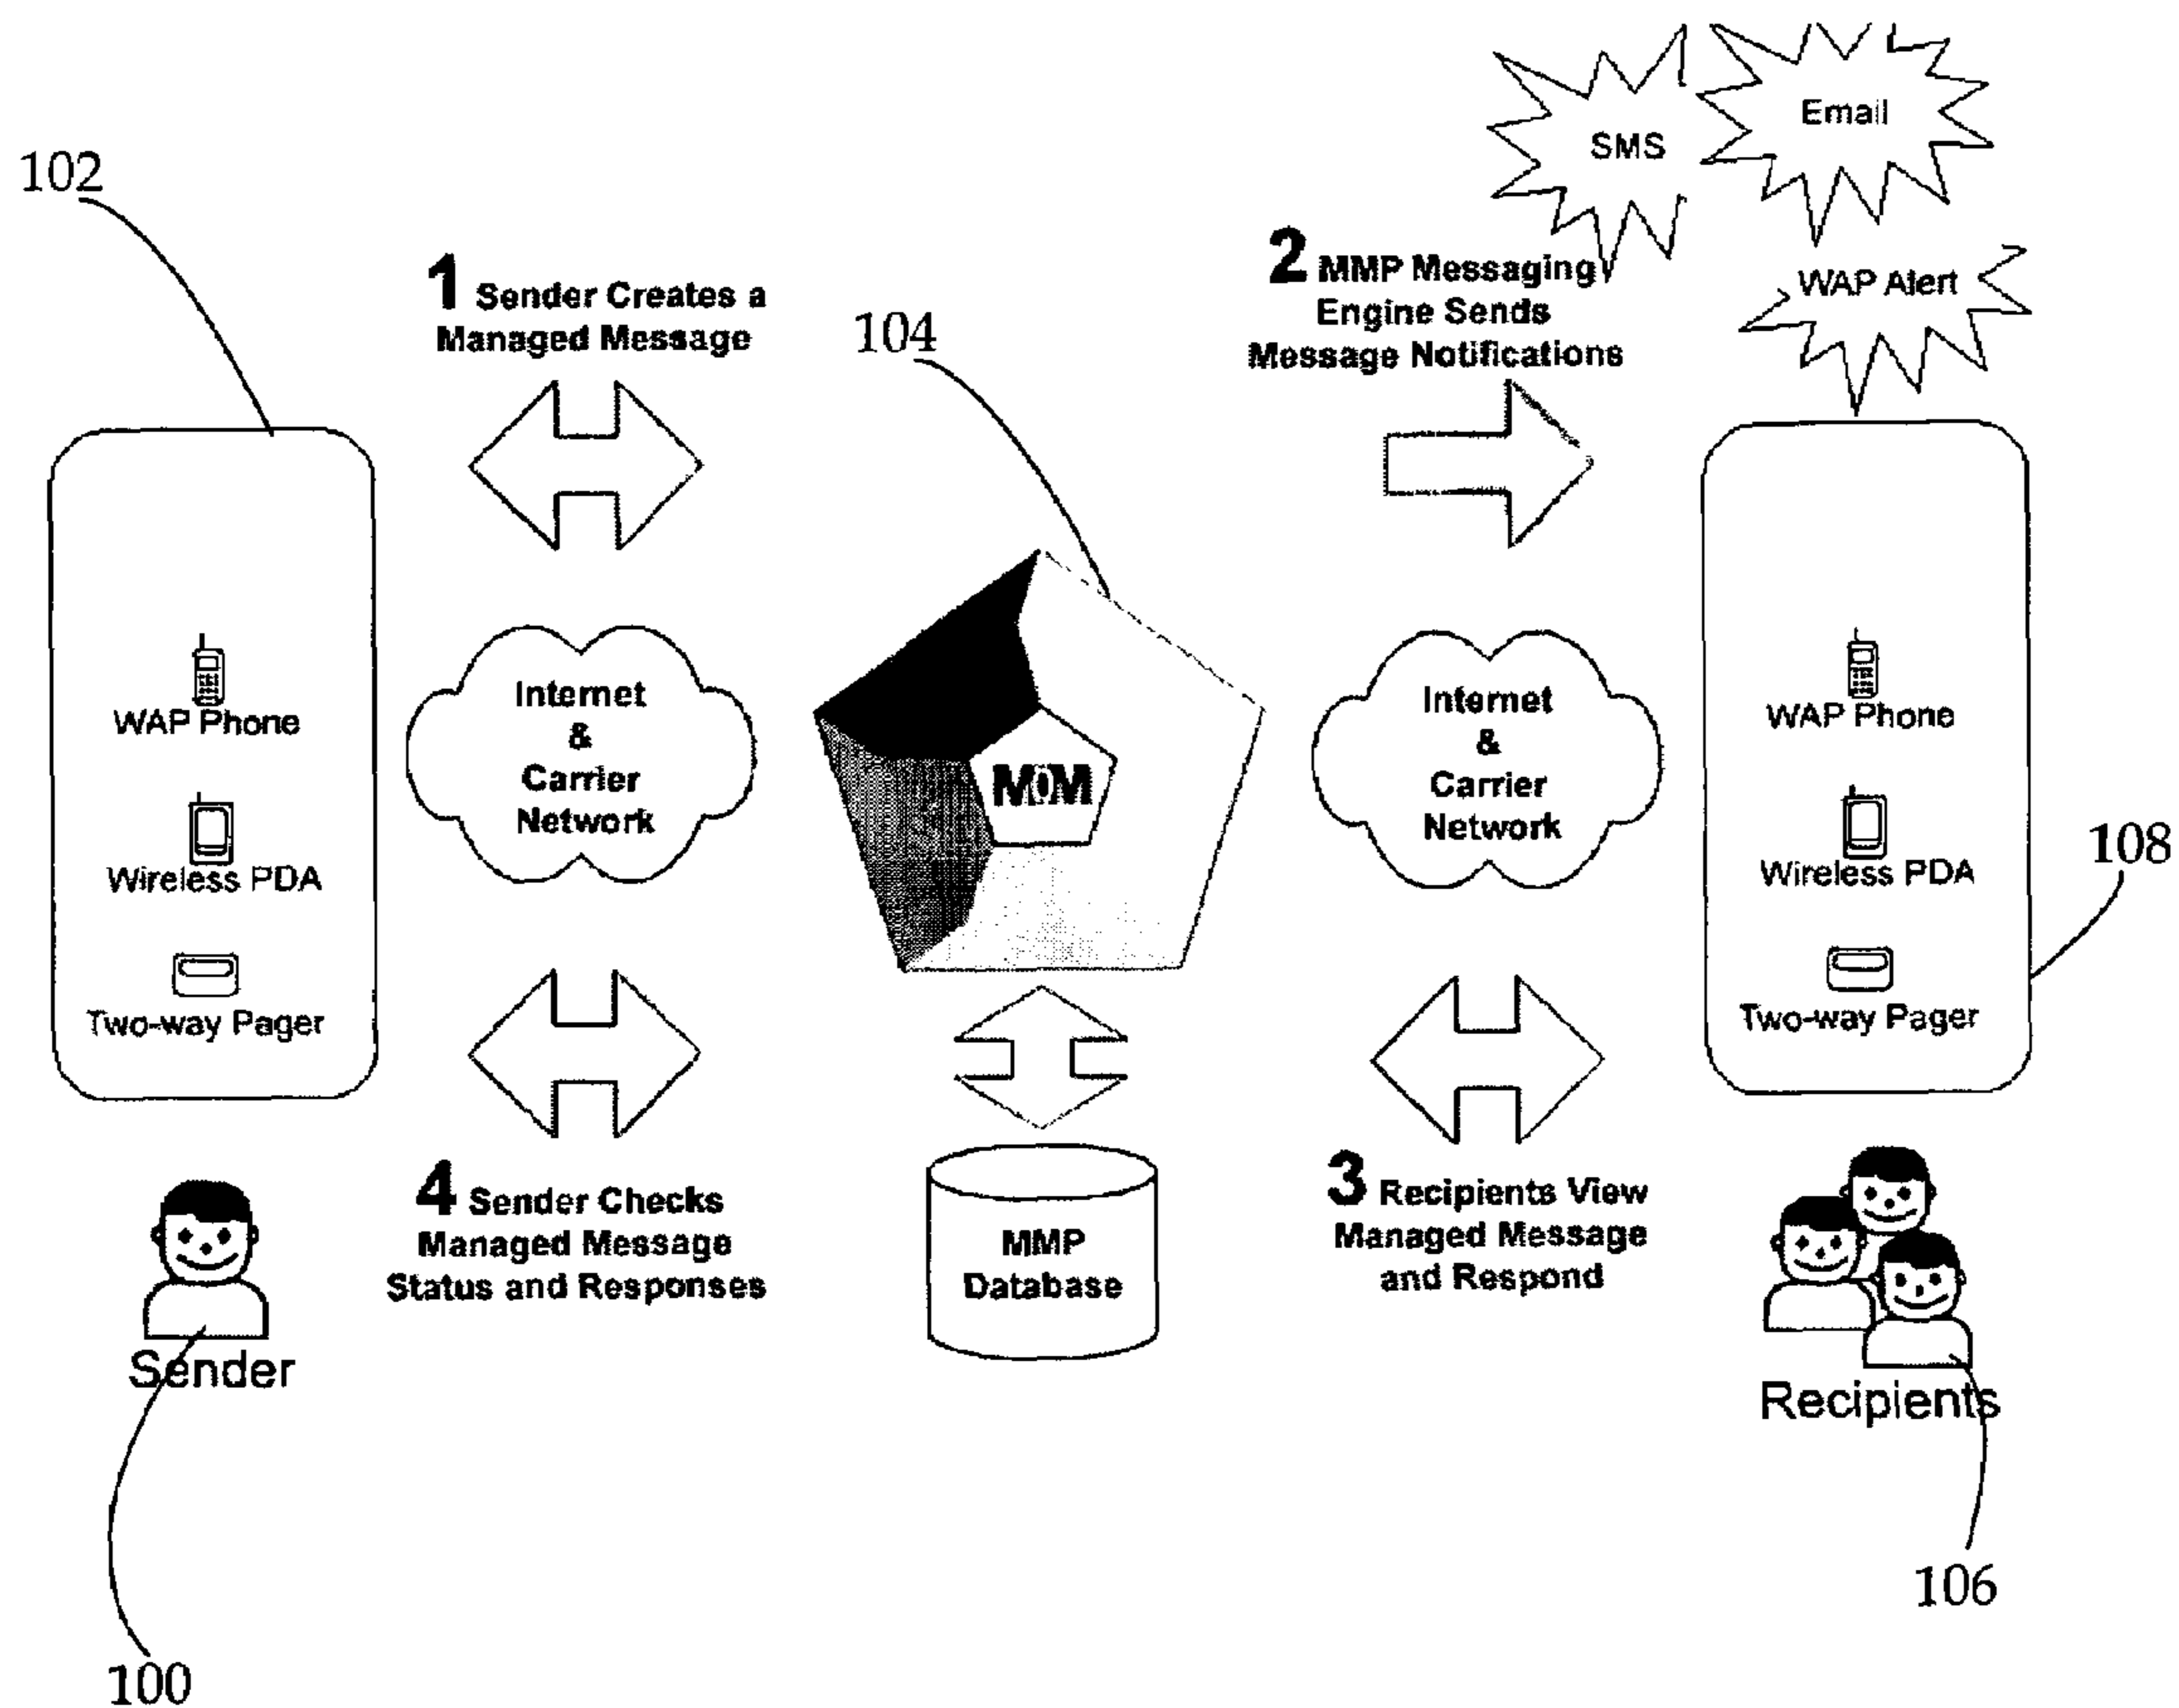 SMS
Email
102
1 Sender Creates a
Managed Message
2 MMP Messaging
Engine Sends
Message Notifications
WAP Alert
104
WAP Phone
Wireless PDA
Two-way Pager
Internet
&
Carrier
Network
MOM
Internet
&
Carrier
Network
WAP Phone
Wireless PDA
Two-way Pager
108
4 Sender Checks
Managed Message
Status and Responses
MMP
Database
3 Recipients View
Managed Message
and Respond
Sender
Recipients
106
100